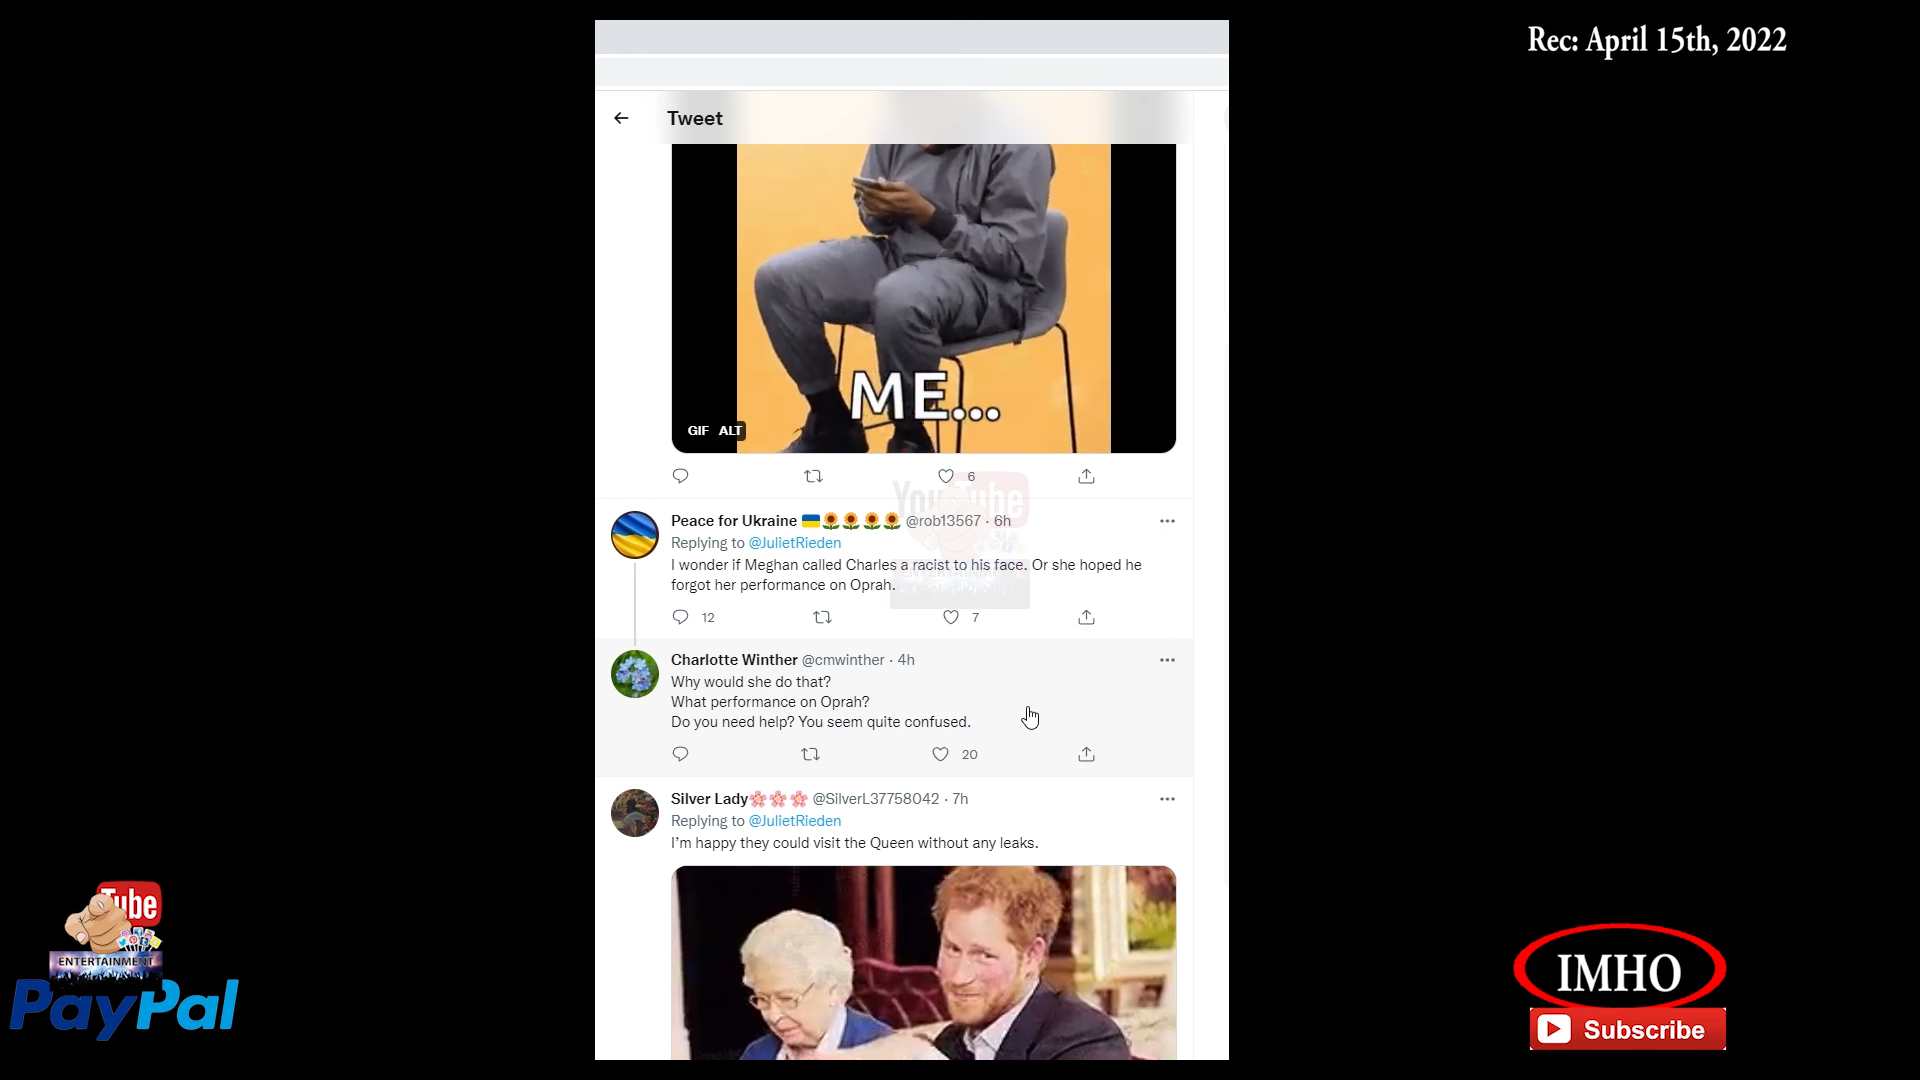 Rec: April 15th, 2022
Tweet
ME...
GIF ALT
6
Peace for Ukraine 🇺🇦🌻🌻🌻🌻 @rob13567 · 6h
Replying to @JulietRieden
I wonder if Meghan called Charles a racist to his face. Or she hoped he
forgot her performance on Oprah.
12 7
Charlotte Winther @cmwinther · 4h
Why would she do that?
What performance on Oprah?
Do you need help? You seem quite confused.
20
Silver Lady🌸🌸🌸 @SilverL37758042 · 7h
Replying to @JulietRieden
I'm happy they could visit the Queen without any leaks.
YouTube
Tube
ENTERTAINMENT
PayPal
IMHO
Subscribe